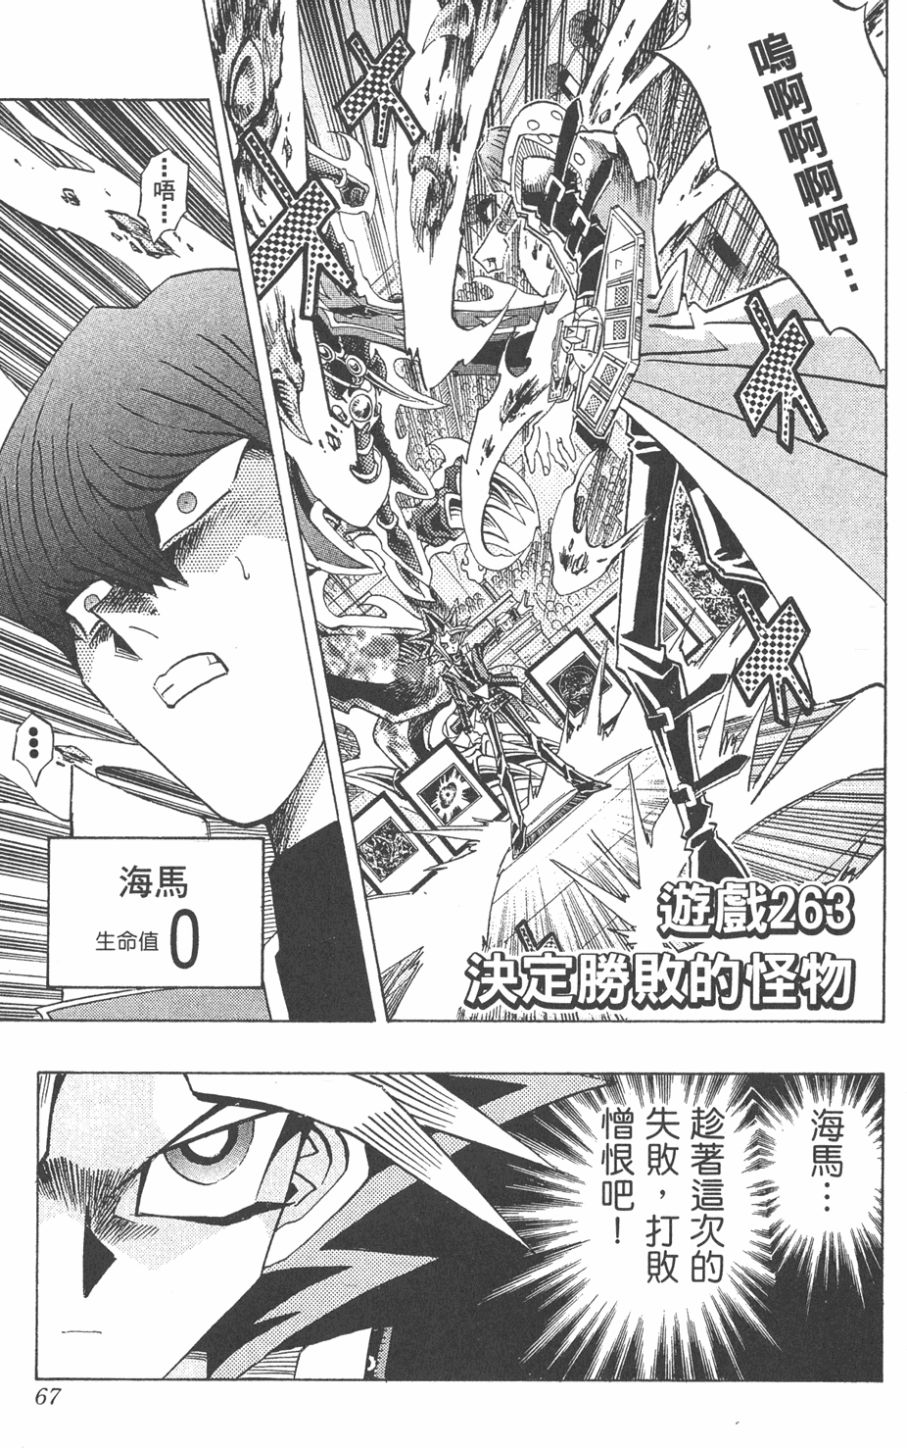 嗚啊啊啊啊…
遊戲263
決定勝敗的怪物
…唔…
…
海馬
生命值 0
海馬…
趁著這次的
失敗，打敗
憎恨吧！
67